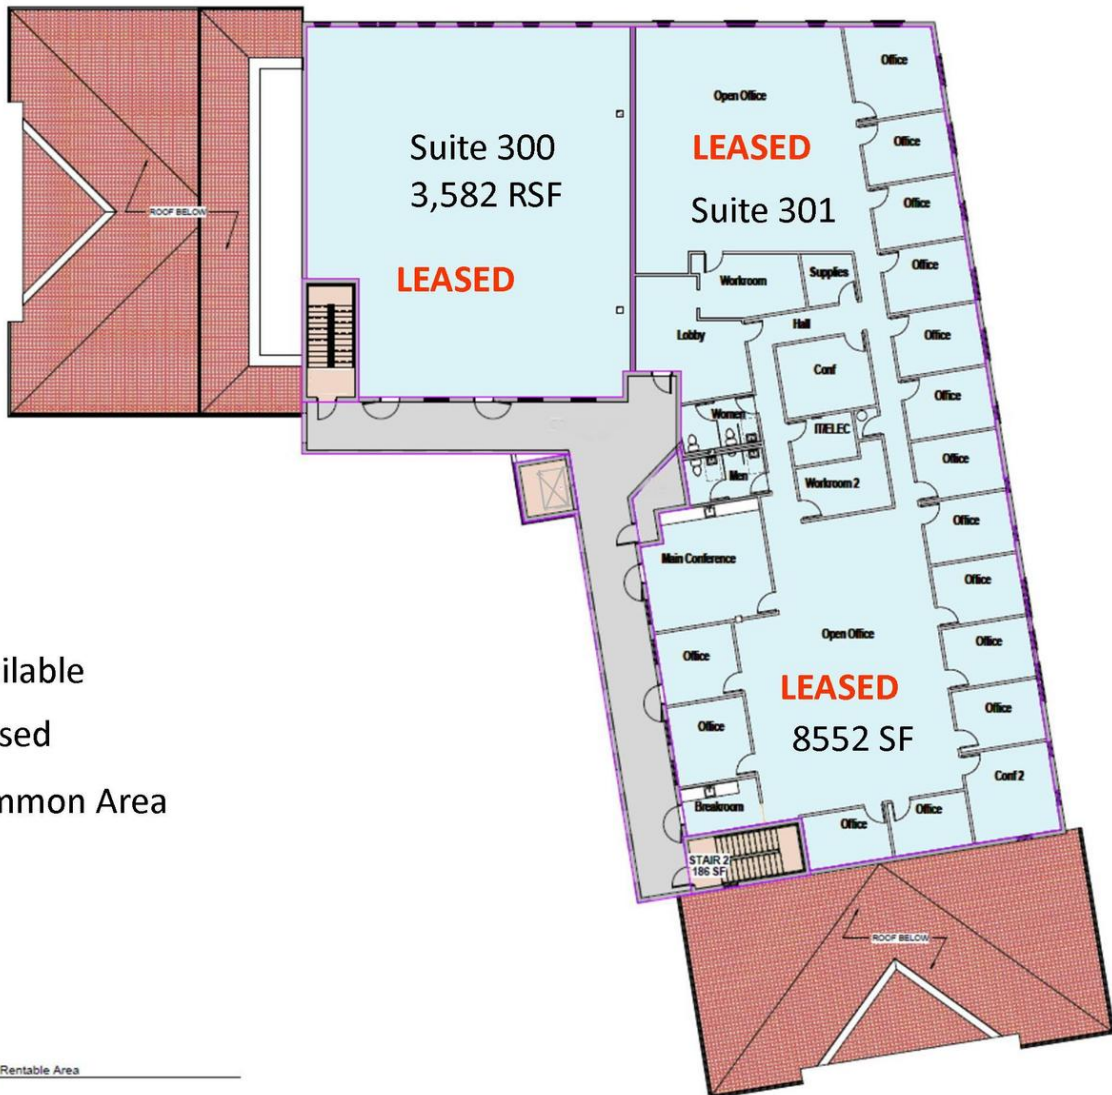 Office
Open Office
LEASED
Suite 300
3,582 RSF
Office
Suite 301
Office
ROOF BELOW
LEASED
Office
Workroom
Supplies
Hall
Lobby
Office
Conf
Office
Women
ITELEC
Office
Men
Workroom 2
Office
Main Conference
Office
Open Office
Office
Office
ilable
LEASED
Office
Office
sed
8552 SF
Conf 2
mmon Area
Breakroom
Office
Office
STAIR 2
186 SF
ROOF BELOW
Rentable Area